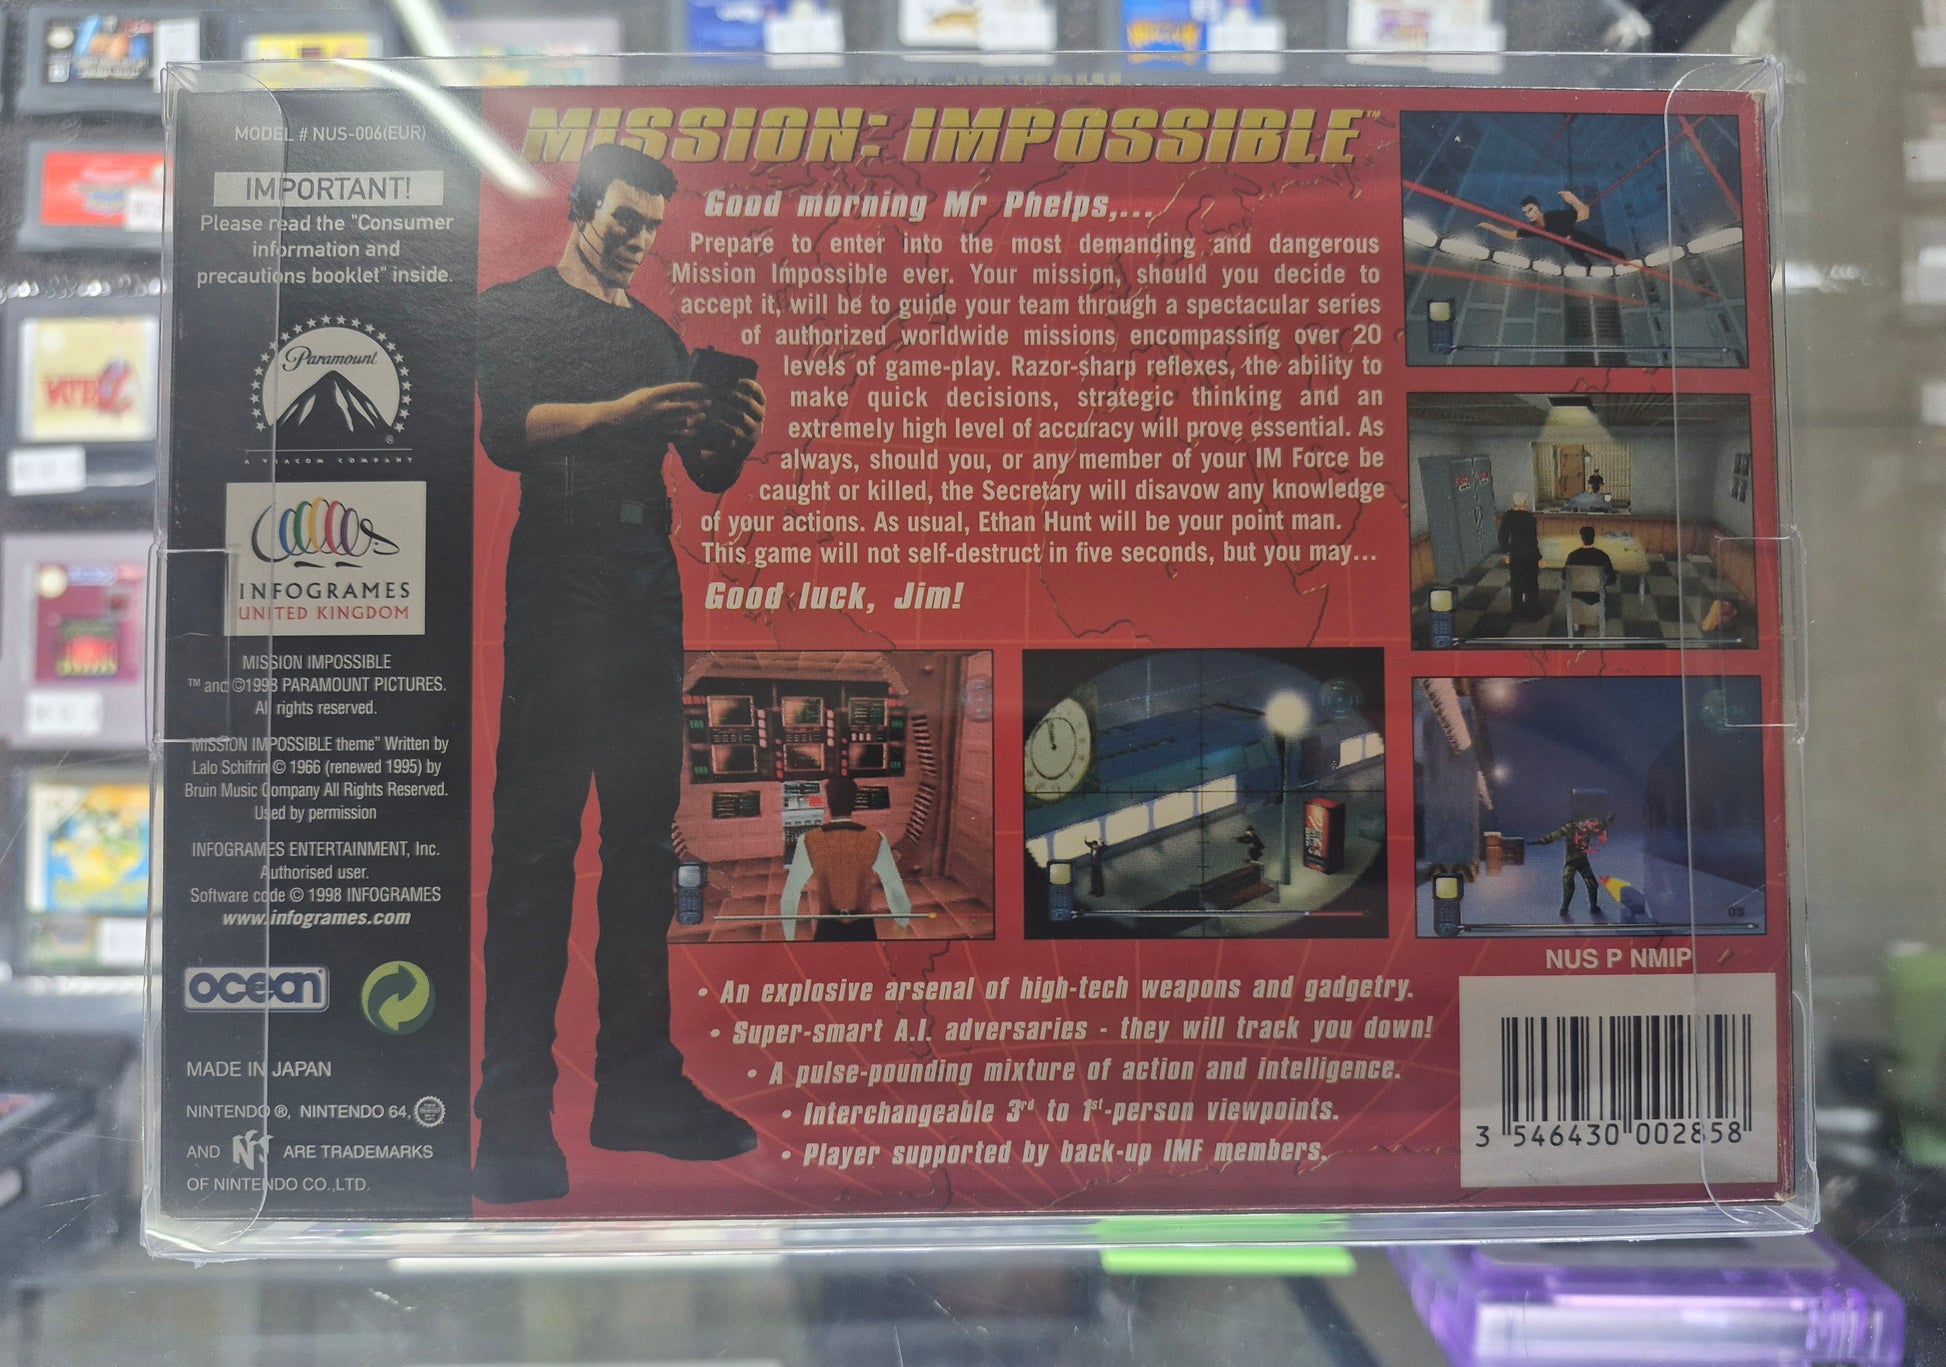 MODEL # NUS-006(EUR)
IMPORTANT!
Please read the "Consumer
information and
precautions booklet" inside.
Paramount
®
A VIACOM COMPANY
INFOGRAMES
UNITED KINGDOM
MISSION IMPOSSIBLE
™ and ©1998 PARAMOUNT PICTURES.
All rights reserved.
MISSION IMPOSSIBLE theme" Written by
Lalo Schifrin © 1966 (renewed 1995) by
Bruin Music Company All Rights Reserved.
Used by permission
INFOGRAMES ENTERTAINMENT, Inc.
Authorised user.
Software code © 1998 INFOGRAMES
www.infogrames.com
ocean
MADE IN JAPAN
NINTENDO ®, NINTENDO 64,
AND ARE TRADEMARKS
OF NINTENDO CO.,LTD.
MISSION: IMPOSSIBLE™
Good morning Mr Phelps,...
Prepare to enter into the most demanding and dangerous
Mission Impossible ever. Your mission, should you decide to
accept it, will be to guide your team through a spectacular series
of authorized worldwide missions encompassing over 20
levels of game-play. Razor-sharp reflexes, the ability to
make quick decisions, strategic thinking and an
extremely high level of accuracy will prove essential. As
always, should you, or any member of your IM Force be
caught or killed, the Secretary will disavow any knowledge
of your actions. As usual, Ethan Hunt will be your point man.
This game will not self-destruct in five seconds, but you may...
Good luck, Jim!
• An explosive arsenal of high-tech weapons and gadgetry.
• Super-smart A.I. adversaries - they will track you down!
• A pulse-pounding mixture of action and intelligence.
• Interchangeable 3rd to 1st-person viewpoints.
• Player supported by back-up IMF members.
03
NUS P NMIP
3 546430 002858